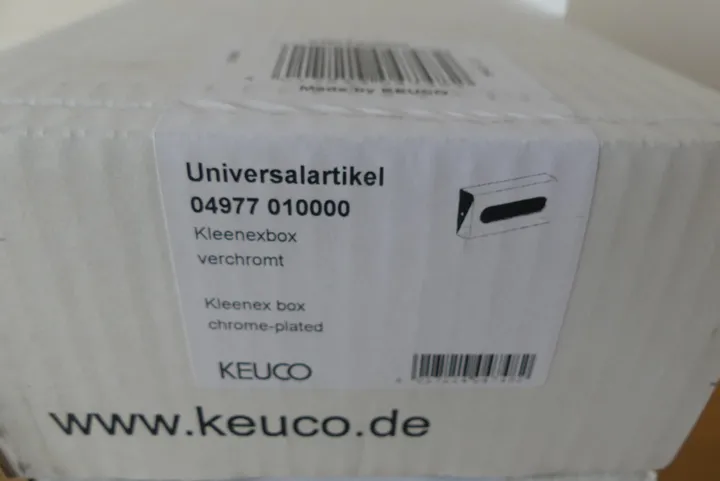 Made by KEUCO
Universalartikel
04977 010000
Kleenexbox
verchromt
Kleenex box
chrome-plated
KEUCO
www.keuco.de